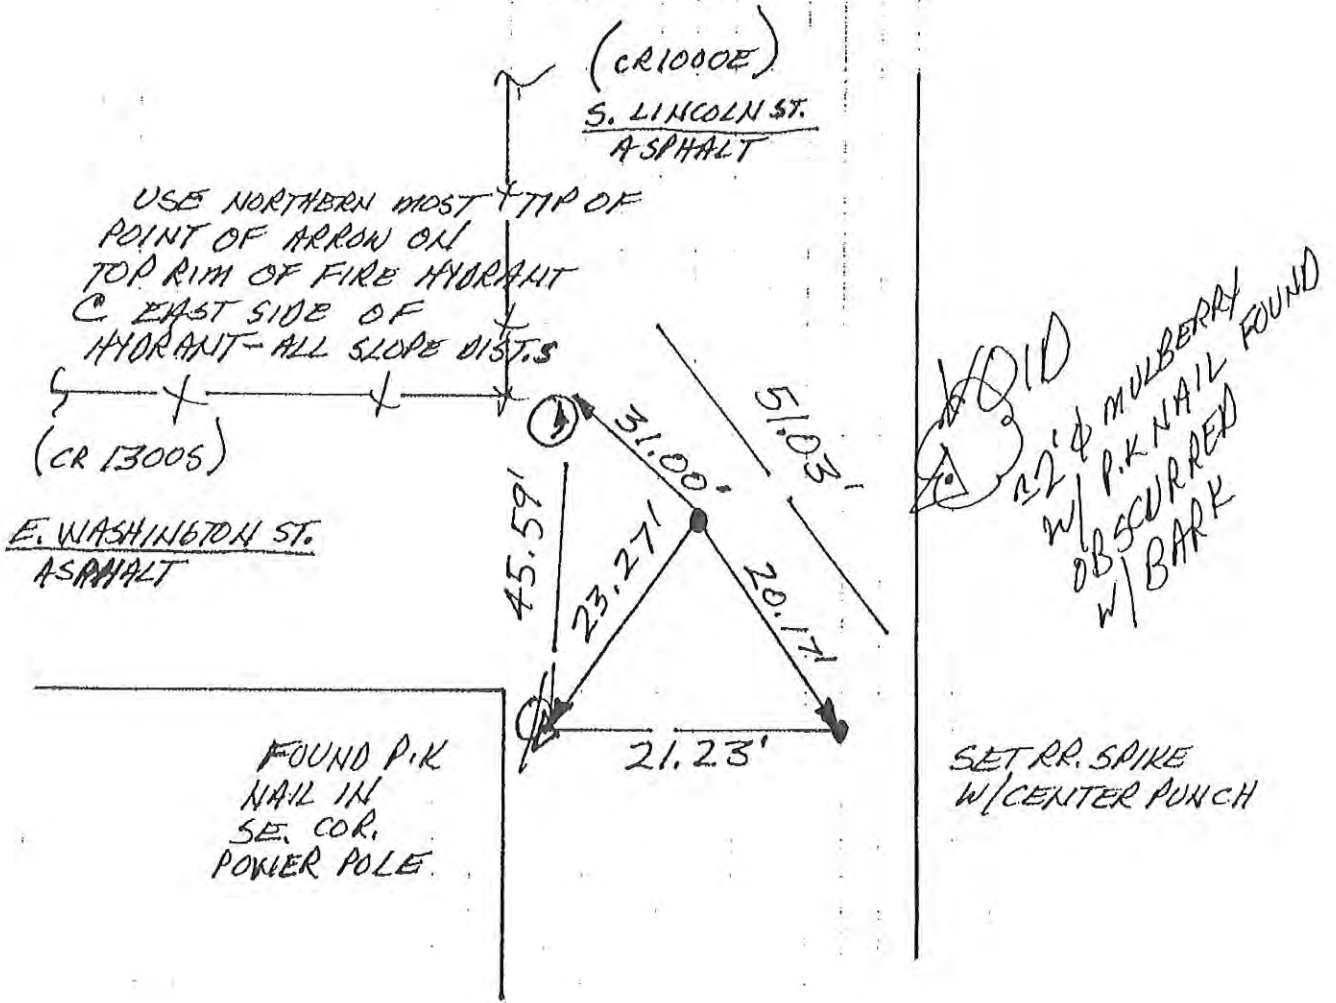 (CR1000E)
S. LINCOLN ST.
ASPHALT
USE NORTHERN MOST TIP OF
POINT OF ARROW ON
TOP RIM OF FIRE HYDRANT
@ EAST SIDE OF
HYDRANT - ALL SLOPE DIST.S
(CR 1300S)
E. WASHINGTON ST.
ASPHALT
31.00'
51.03'
45.59'
23.27'
20.17'
21.23'
VOID
MULBERRY
W/ P.K NAIL FOUND
OBSCURRED
W/ BARK
FOUND P.K
NAIL IN
SE. COR.
POWER POLE
SET RR. SPIKE
W/CENTER PUNCH